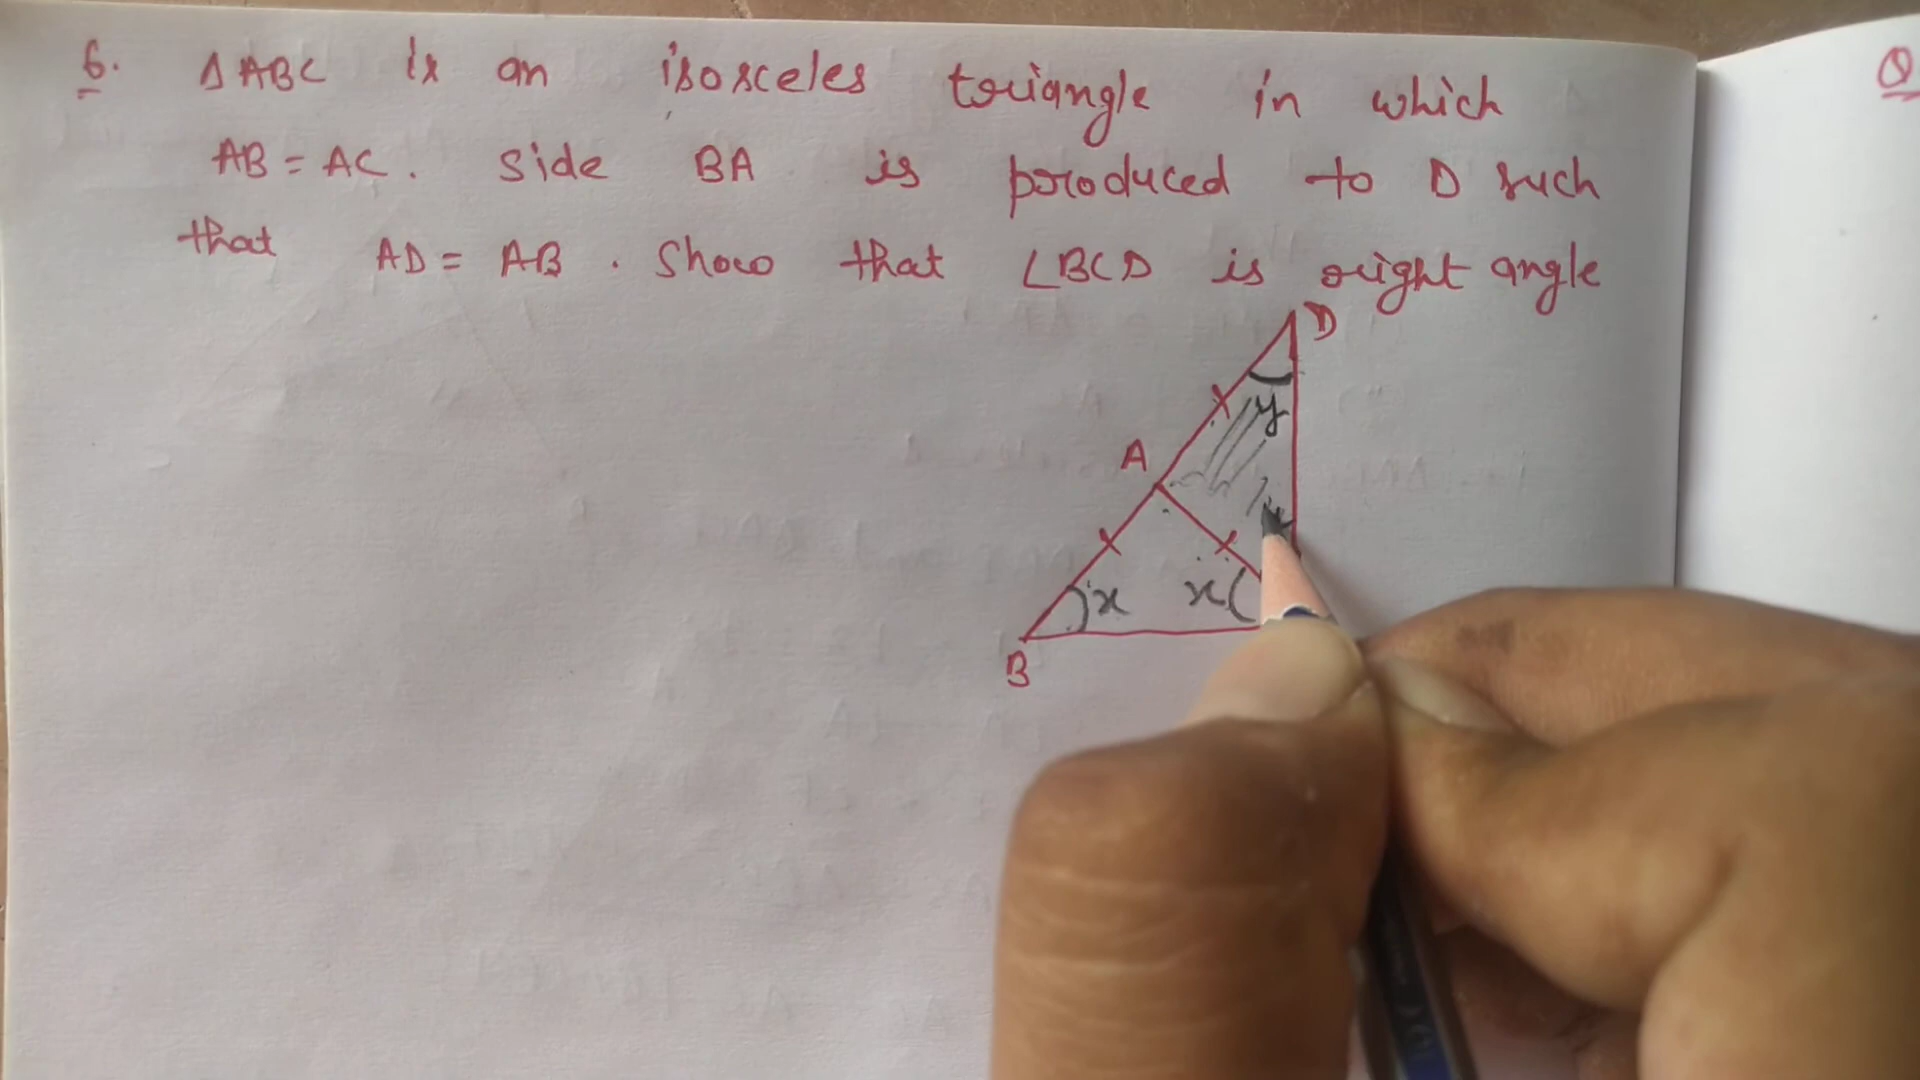 6. ΔABC is an isosceles triangle in which
AB = AC. Side BA is produced to D such
that AD = AB. Show that ∠BCD is right angle
D
y
A
x x
B
Q